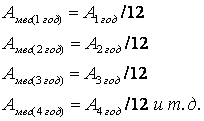 Aмес(1 год) = A1 год /12
Aмес(2 год) = A2 год /12
Aмес(3 год) = A3 год /12
Aмес(4 год) = A4 год /12 и т.д.